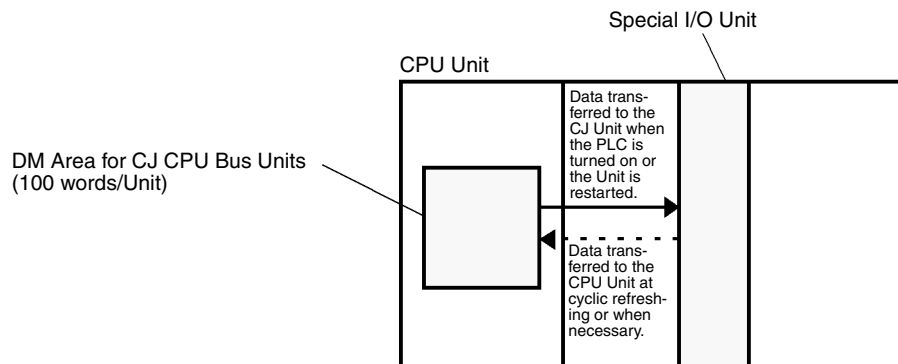 Special I/O Unit
CPU Unit
Data trans-
ferred to the
CJ Unit when
the PLC is
turned on or
the Unit is
restarted.
DM Area for CJ CPU Bus Units
(100 words/Unit)
Data trans-
ferred to the
CPU Unit at
cyclic refresh-
ing or when
necessary.